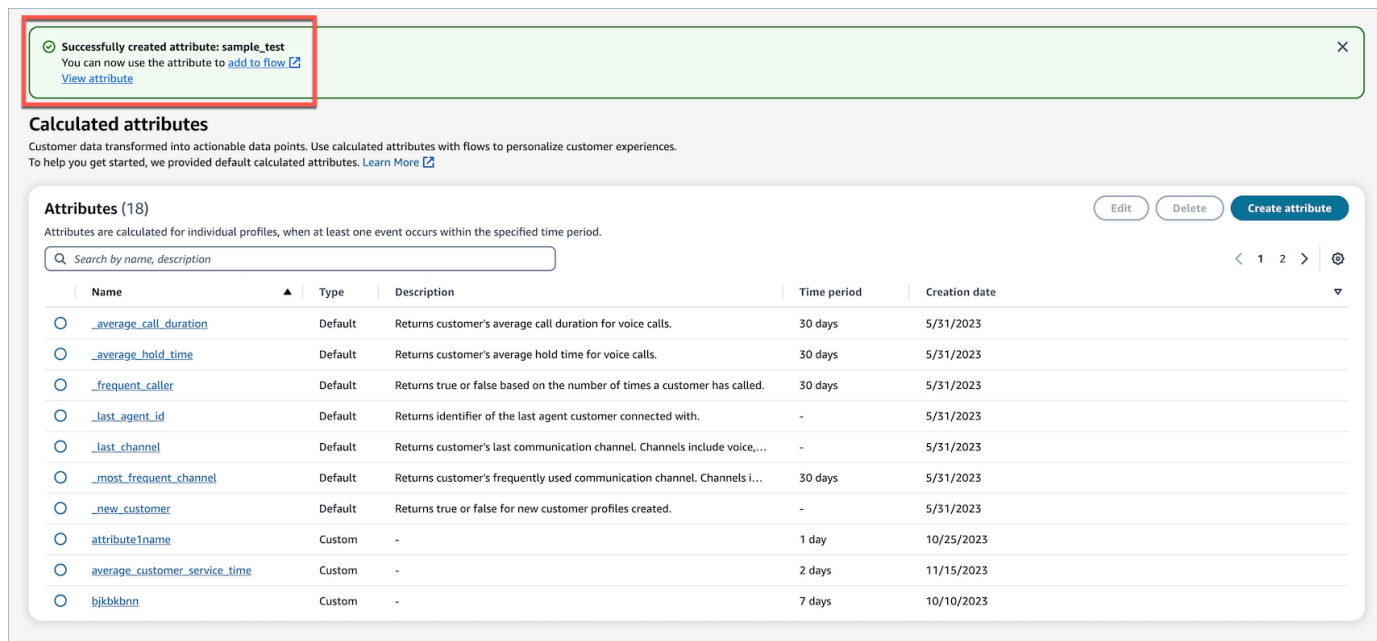 Successfully created attribute: sample_test
You can now use the attribute to add to flow
View attribute
Calculated attributes
Customer data transformed into actionable data points. Use calculated attributes with flows to personalize customer experiences.
To help you get started, we provided default calculated attributes. Learn More
Attributes (18) Edit Delete Create attribute
Attributes are calculated for individual profiles, when at least one event occurs within the specified time period.
Search by name, description 1 2
Name Type Description Time period Creation date
_average_call_duration Default Returns customer's average call duration for voice calls. 30 days 5/31/2023
_average_hold_time Default Returns customer's average hold time for voice calls. 30 days 5/31/2023
_frequent_caller Default Returns true or false based on the number of times a customer has called. 30 days 5/31/2023
_last_agent_id Default Returns identifier of the last agent customer connected with. - 5/31/2023
_last_channel Default Returns customer's last communication channel. Channels include voice,... - 5/31/2023
_most_frequent_channel Default Returns customer's frequently used communication channel. Channels i... 30 days 5/31/2023
_new_customer Default Returns true or false for new customer profiles created. - 5/31/2023
attribute1name Custom - 1 day 10/25/2023
average_customer_service_time Custom - 2 days 11/15/2023
bjkbkbnn Custom - 7 days 10/10/2023